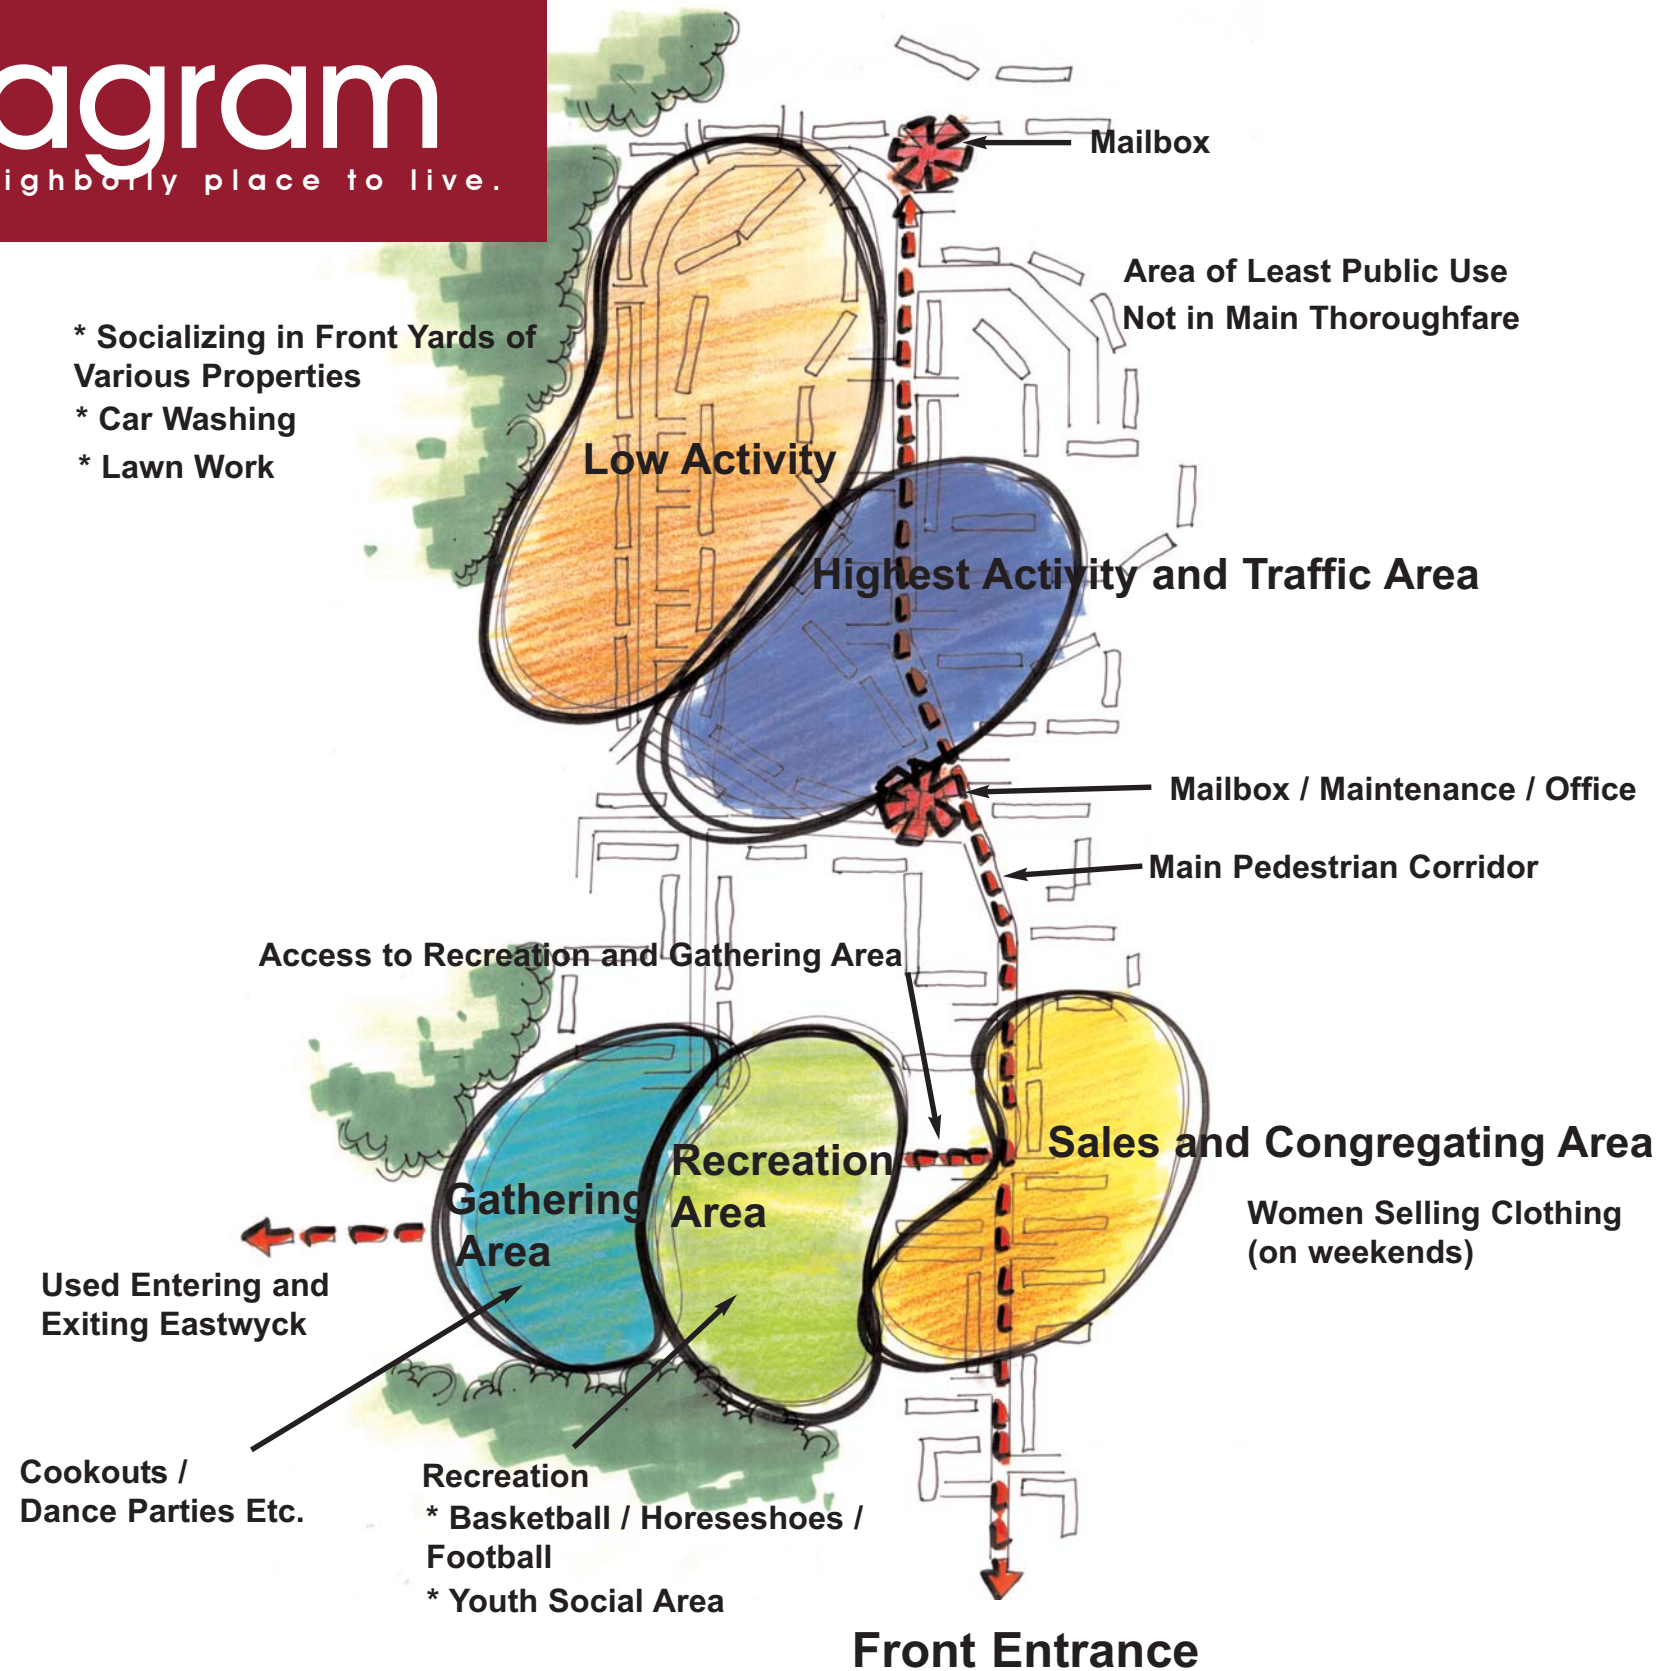 agram
ighborly place to live.
Mailbox
Area of Least Public Use
Not in Main Thoroughfare
* Socializing in Front Yards of
Various Properties
* Car Washing
* Lawn Work
Low Activity
Highest Activity and Traffic Area
Mailbox / Maintenance / Office
Main Pedestrian Corridor
Access to Recreation and Gathering Area
Sales and Congregating Area
Women Selling Clothing
(on weekends)
Recreation
Area
Gathering
Area
Used Entering and
Exiting Eastwyck
Cookouts /
Dance Parties Etc.
Recreation
* Basketball / Horeseshoes /
Football
* Youth Social Area
Front Entrance